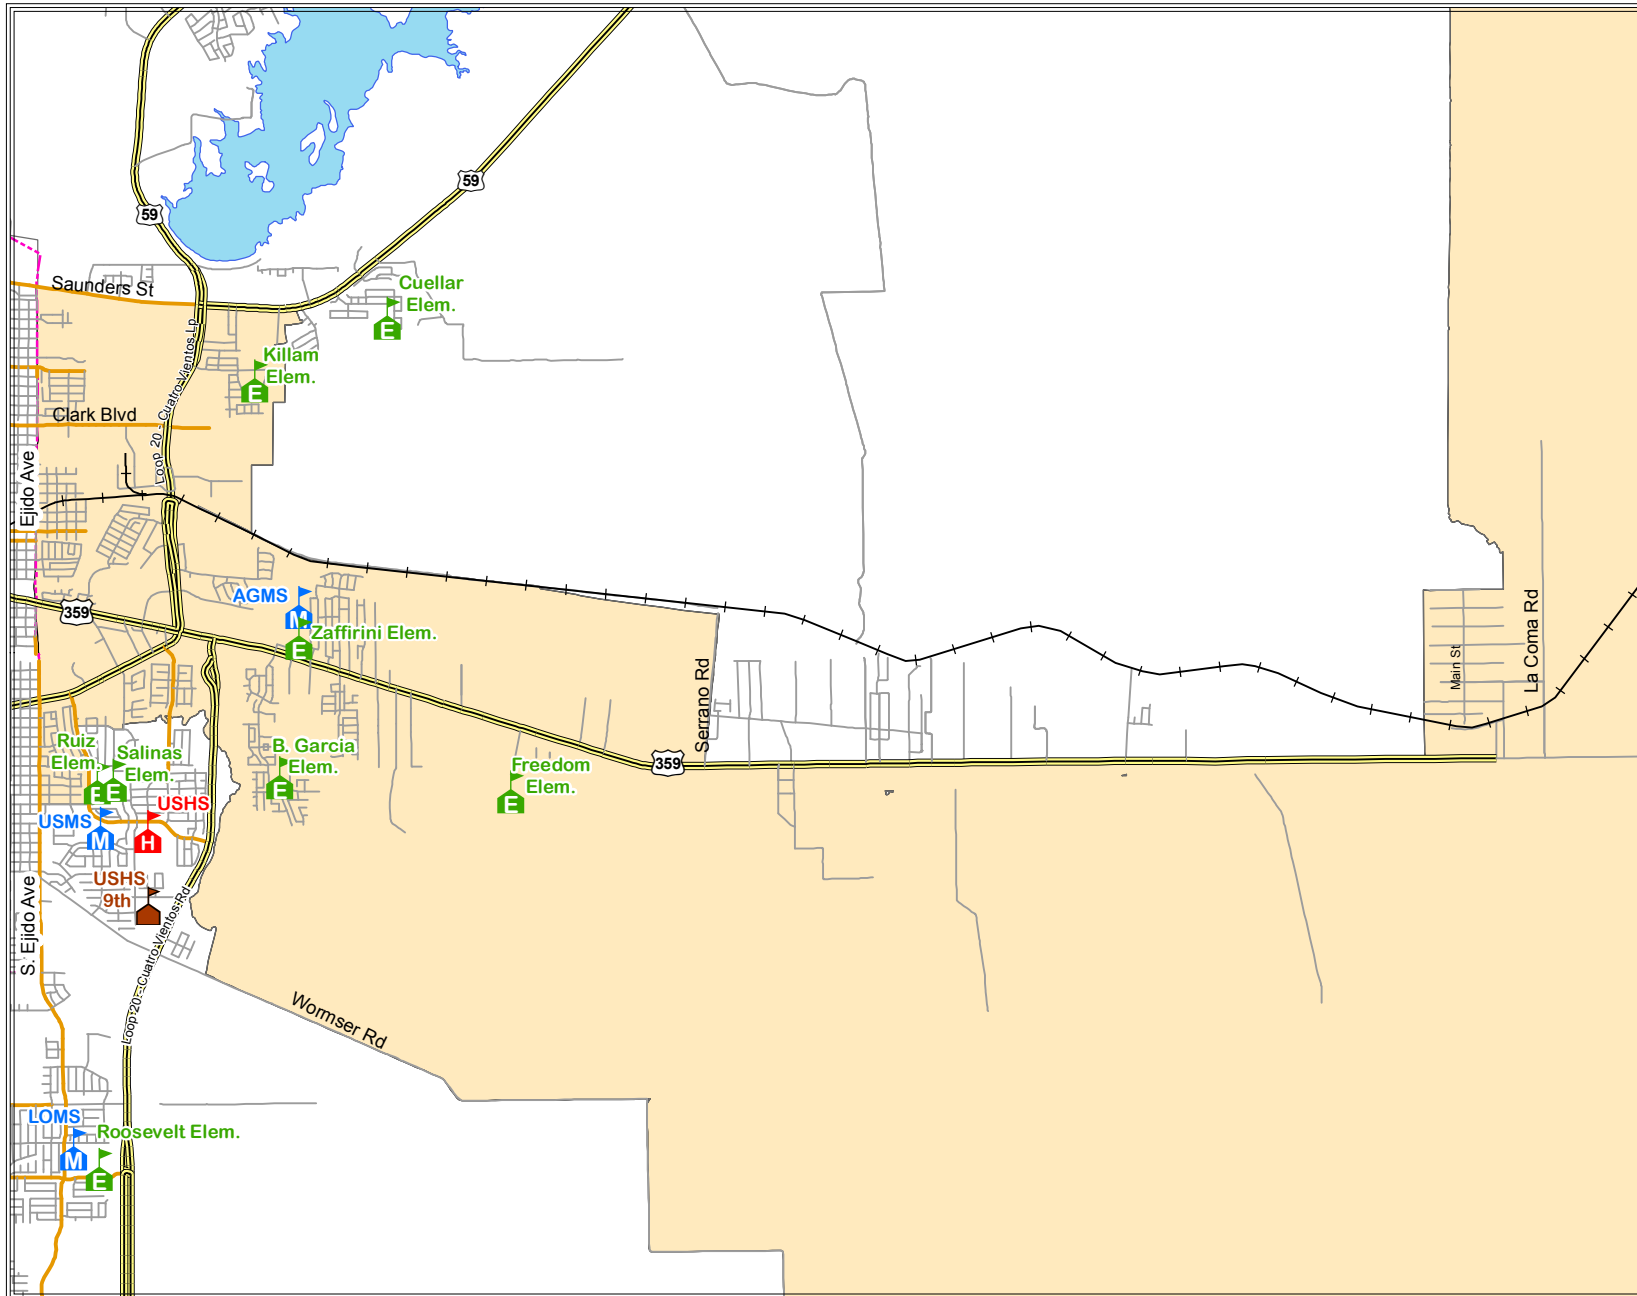 59
59
Saunders St
Cuellar
Elem.
E
Loop 20 - Cuatro Vientos Lp
Killam
Elem.
E
Clark Blvd
Ejido Ave
359
AGMS
M
Zaffirini Elem.
E
Main St
La Coma Rd
Serrano Rd
359
Ruiz
Elem.
E
Salinas
Elem.
E
B. Garcia
Elem.
E
Freedom
Elem.
E
USMS
M
USHS
H
USHS
9th
S. Ejido Ave
Loop 20 - Cuatro Vientos Rd
Wormser Rd
LOMS
M
Roosevelt Elem.
E